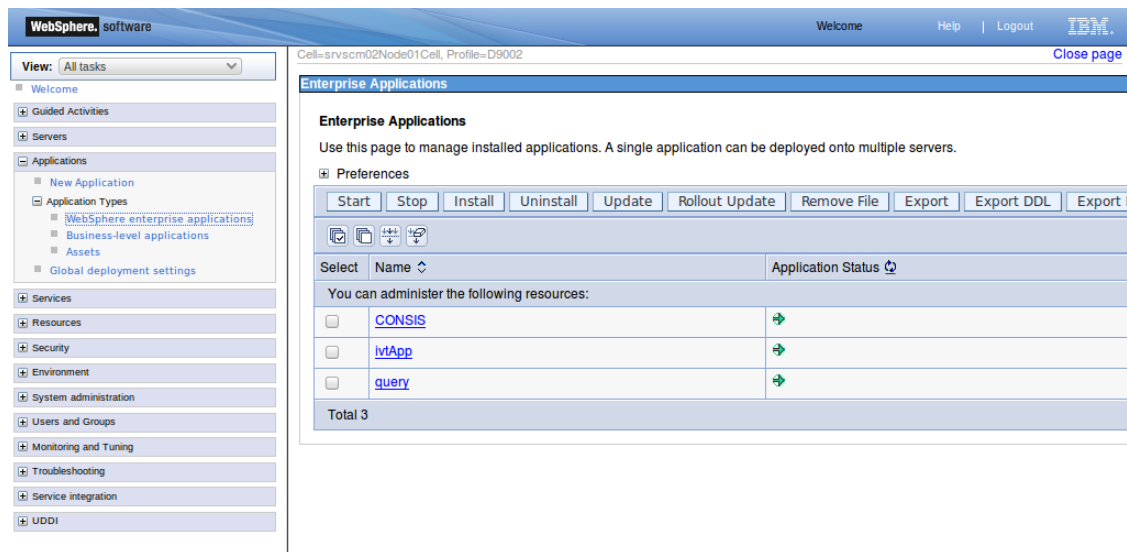 WebSphere. software Welcome Help | Logout IBM.
View: All tasks
Welcome
Guided Activities
Servers
Applications
New Application
Application Types
WebSphere enterprise applications
Business-level applications
Assets
Global deployment settings
Services
Resources
Security
Environment
System administration
Users and Groups
Monitoring and Tuning
Troubleshooting
Service integration
UDDI
Cell=srvscm02Node01Cell, Profile=D9002 Close page
Enterprise Applications
Enterprise Applications
Use this page to manage installed applications. A single application can be deployed onto multiple servers.
Preferences
Start Stop Install Uninstall Update Rollout Update Remove File Export Export DDL Export
Select Name Application Status
You can administer the following resources:
CONSIS
ivtApp
query
Total 3